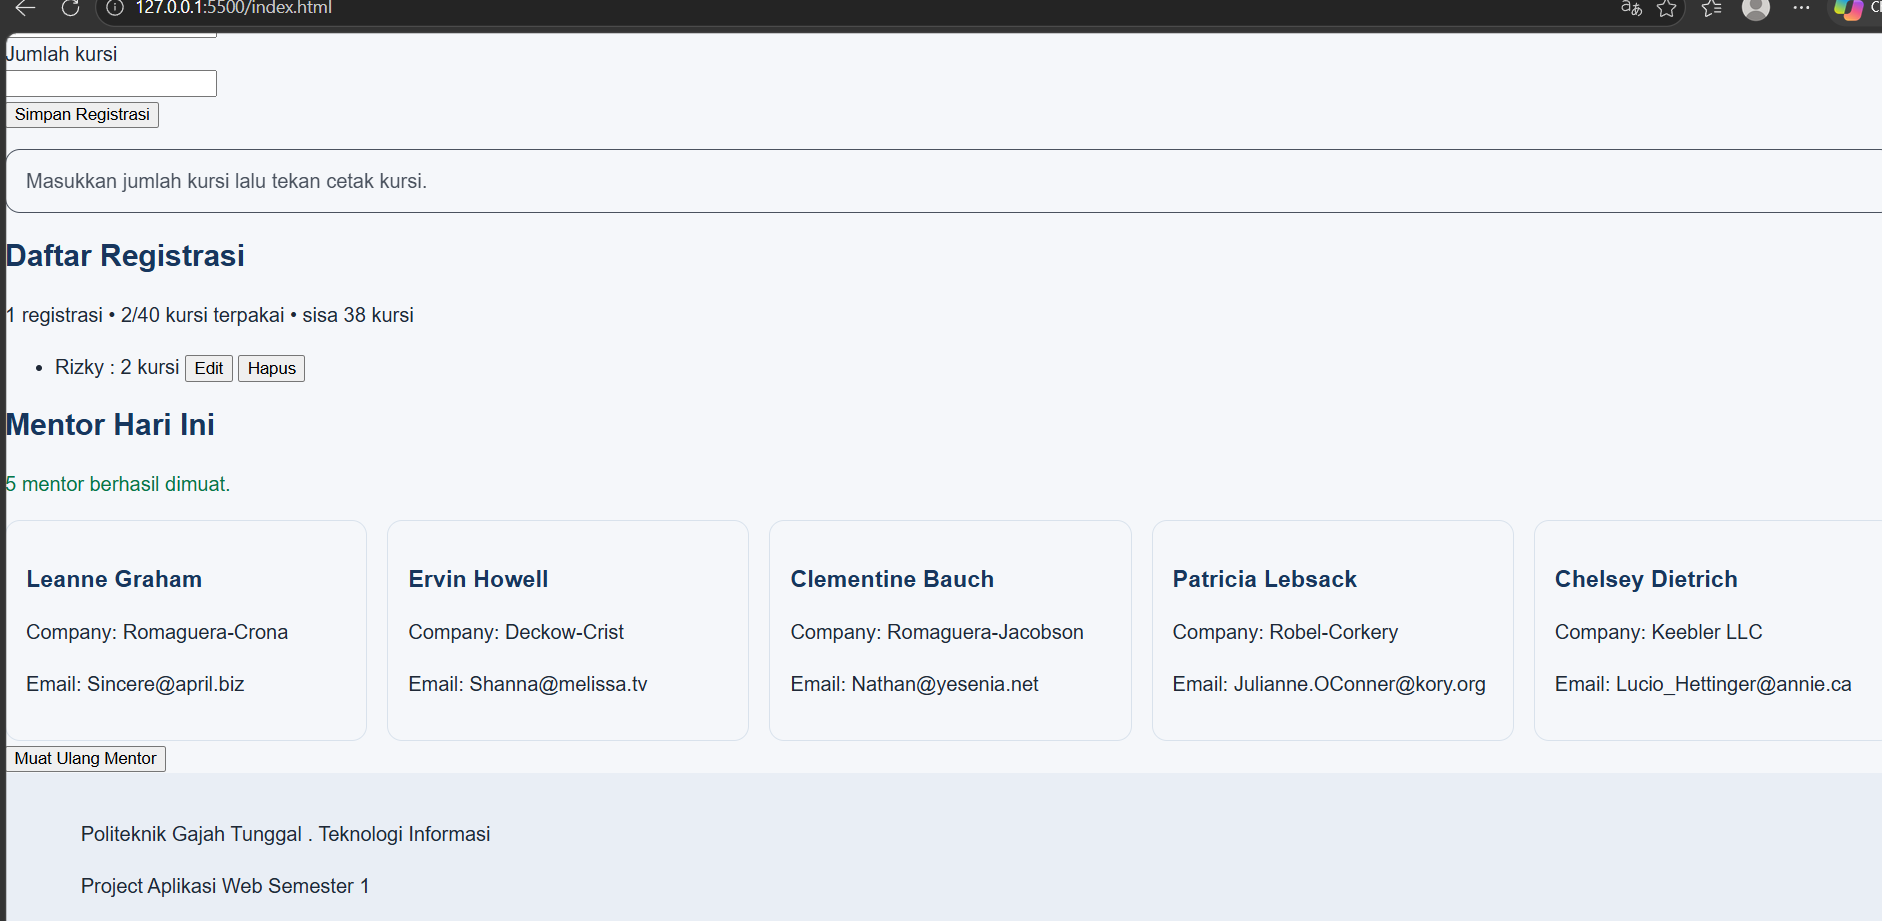 127.0.0.1:5500/index.html
Jumlah kursi
Simpan Registrasi
Masukkan jumlah kursi lalu tekan cetak kursi.
Daftar Registrasi
1 registrasi • 2/40 kursi terpakai • sisa 38 kursi
• Rizky : 2 kursi Edit Hapus
Mentor Hari Ini
5 mentor berhasil dimuat.
Leanne Graham
Company: Romaguera-Crona
Email: Sincere@april.biz
Ervin Howell
Company: Deckow-Crist
Email: Shanna@melissa.tv
Clementine Bauch
Company: Romaguera-Jacobson
Email: Nathan@yesenia.net
Patricia Lebsack
Company: Robel-Corkery
Email: Julianne.OConner@kory.org
Chelsey Dietrich
Company: Keebler LLC
Email: Lucio_Hettinger@annie.ca
Muat Ulang Mentor
Politeknik Gajah Tunggal . Teknologi Informasi
Project Aplikasi Web Semester 1